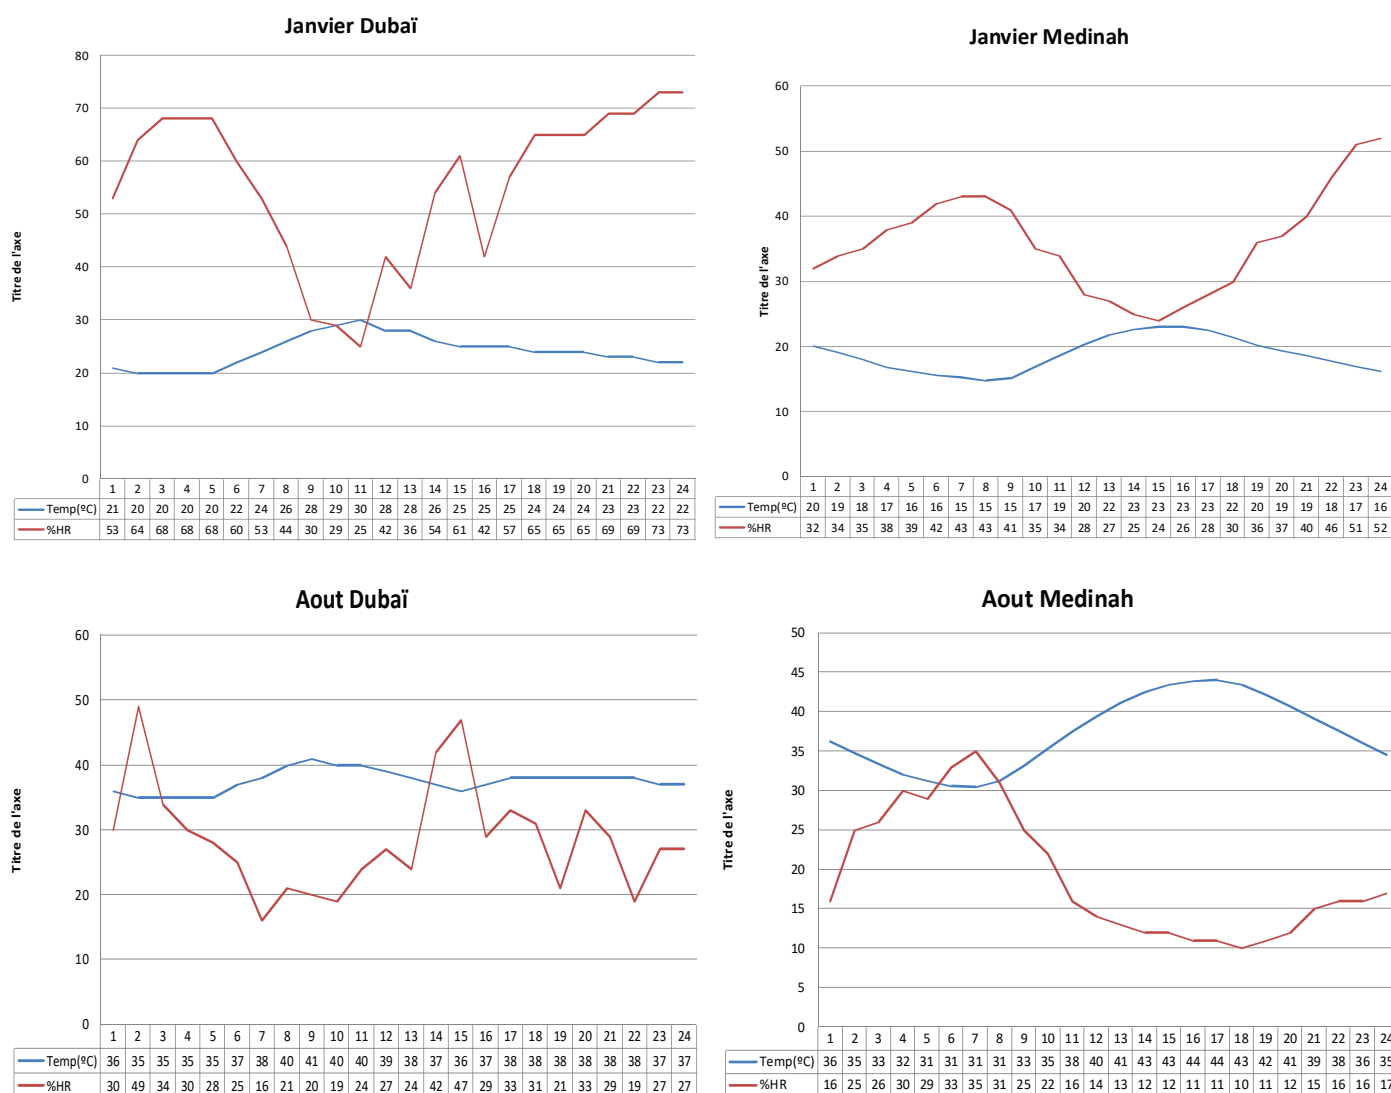 Janvier Dubaï
80
70
60
50
40
30
20
10
0
Titre de l'axe
1 2 3 4 5 6 7 8 9 10 11 12 13 14 15 16 17 18 19 20 21 22 23 24
Temp(ºC) 21 20 20 20 20 22 24 26 28 29 30 28 28 26 25 25 25 24 24 24 23 23 22 22
%HR 53 64 68 68 68 60 53 44 30 29 25 42 36 54 61 42 57 65 65 65 69 69 73 73
Janvier Medinah
60
50
40
30
20
10
0
Titre de l'axe
1 2 3 4 5 6 7 8 9 10 11 12 13 14 15 16 17 18 19 20 21 22 23 24
Temp(ºC) 20 19 18 17 16 16 15 15 15 17 19 20 22 23 23 23 23 22 20 19 19 18 17 16
%HR 32 34 35 38 39 42 43 43 41 35 34 28 27 25 24 26 28 30 36 37 40 46 51 52
Aout Dubaï
60
50
40
30
20
10
0
Titre de l'axe
1 2 3 4 5 6 7 8 9 10 11 12 13 14 15 16 17 18 19 20 21 22 23 24
Temp(ºC) 36 35 35 35 35 37 38 40 41 40 40 39 38 37 36 37 38 38 38 38 38 38 37 37
%HR 30 49 34 30 28 25 16 21 20 19 24 27 24 42 47 29 33 31 21 33 29 19 27 27
Aout Medinah
50
45
40
35
30
25
20
15
10
5
0
Titre de l'axe
1 2 3 4 5 6 7 8 9 10 11 12 13 14 15 16 17 18 19 20 21 22 23 24
Temp(ºC) 36 35 33 32 31 31 31 31 33 35 38 40 41 43 43 44 44 43 42 41 39 38 36 35
%HR 16 25 26 30 29 33 35 31 25 22 16 14 13 12 12 11 11 10 11 12 15 16 16 17